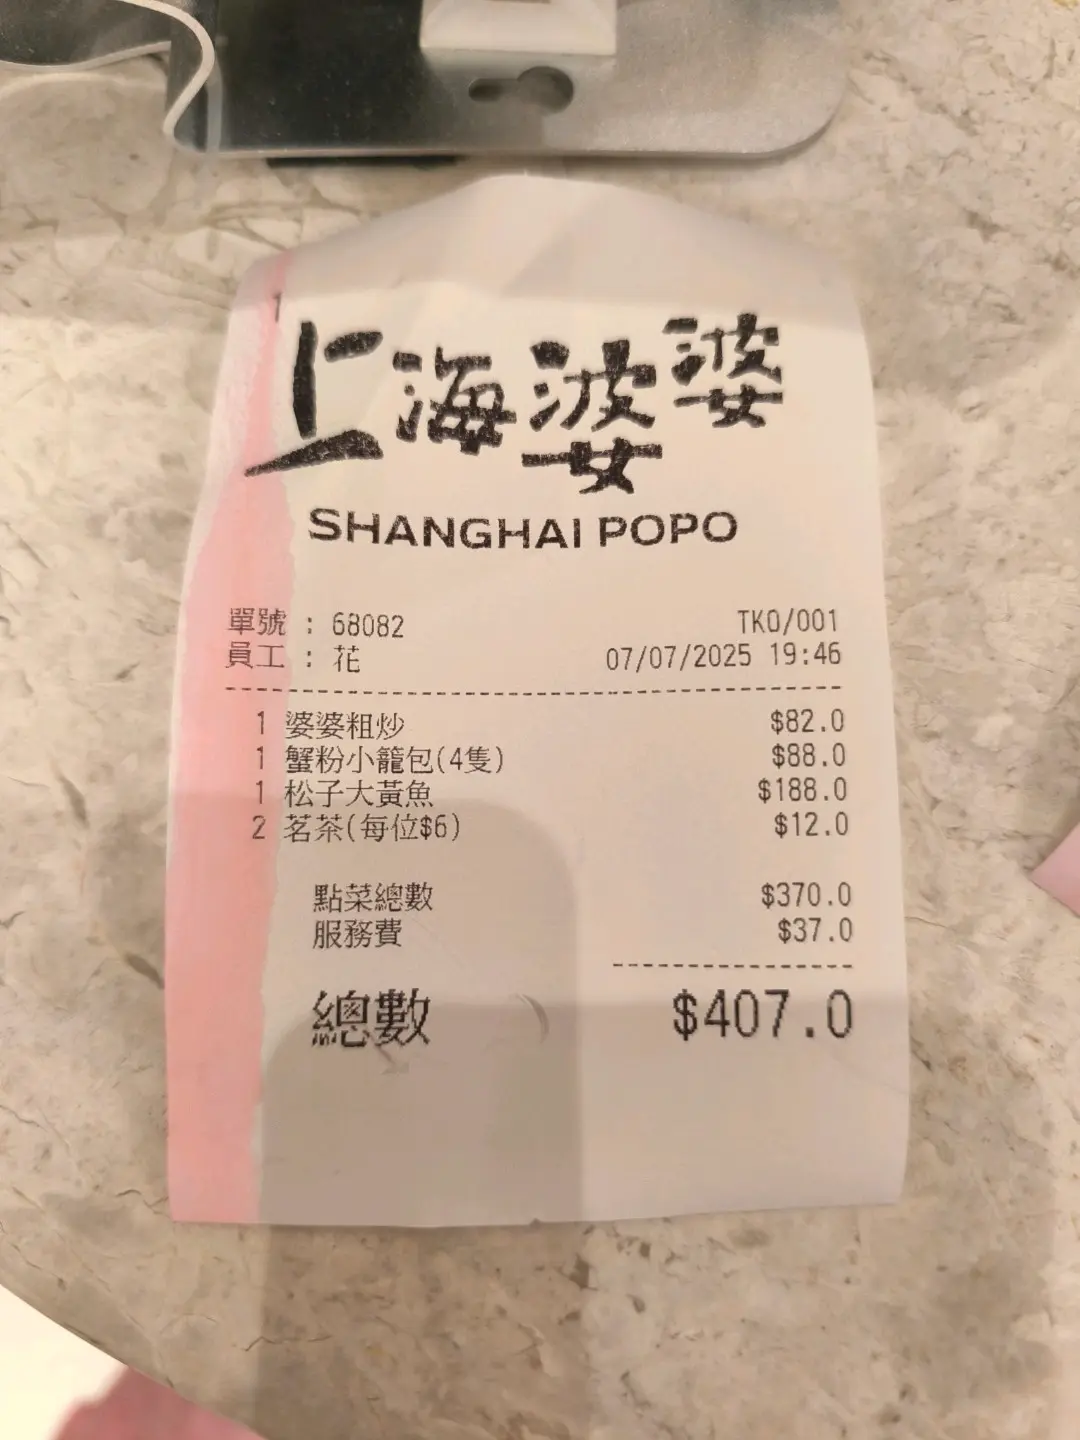 上海婆婆
SHANGHAI POPO
單號 : 68082 TKO/001
員工 : 花 07/07/2025 19:46
1 婆婆粗炒 $82.0
1 蟹粉小籠包(4隻) $88.0
1 松子大黃魚 $188.0
2 茗茶(每位$6) $12.0
點菜總數 $370.0
服務費 $37.0
總數 $407.0